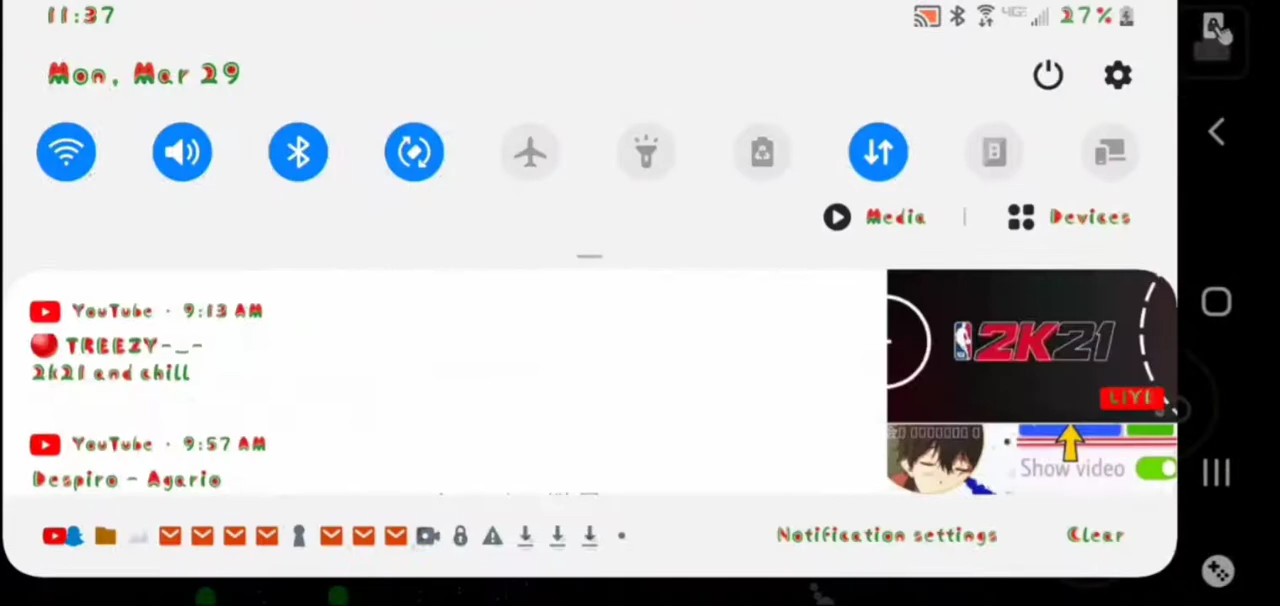 11:37
4GE 27%
Mon, Mar 29
Media | Devices
YouTube · 9:13 AM
TREEZY-_-
2k21 and chill
2K21
LIVE
YouTube · 9:57 AM
Despiro - Agario
Show video
Notification settings Clear